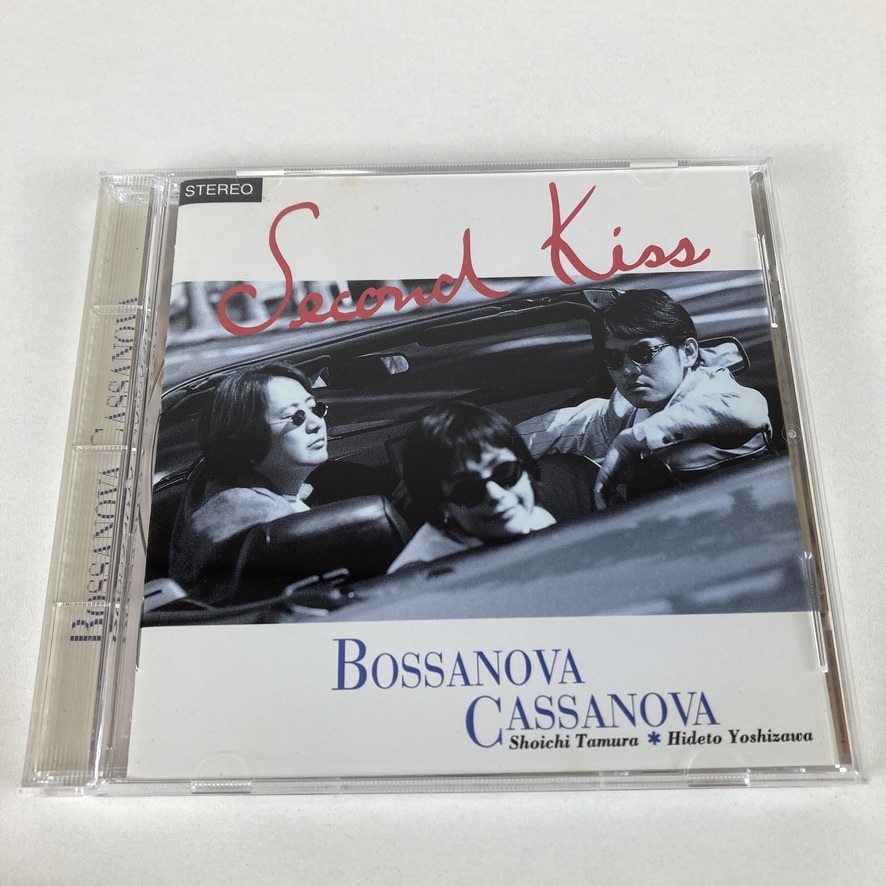 STEREO
Second Kiss
BOSSANOVA
CASSANOVA
Shoichi Tamura * Hideto Yoshizawa
BOSSANOVA CASSANOVA